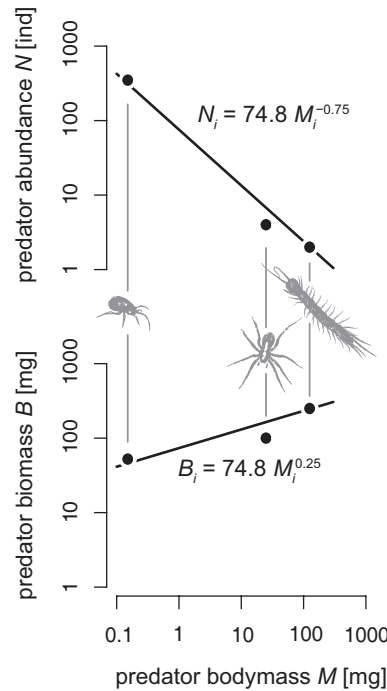 predator abundance N [ind]
1000
100
10
1
N_i = 74.8 M_i^−0.75
predator biomass B [mg]
1000
100
10
1
B_i = 74.8 M_i^0.25
0.1 1 10 100 1000
predator bodymass M [mg]